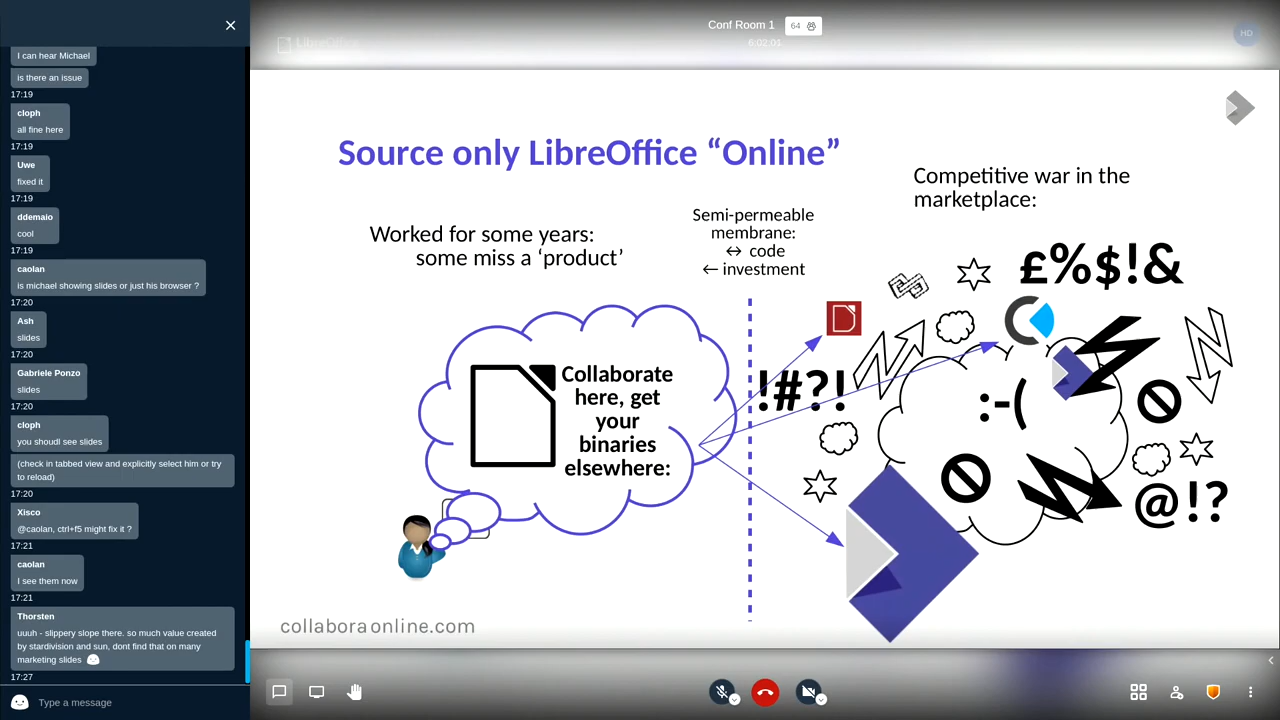 I can hear Michael
is there an issue
17:19
cloph
all fine here
17:19
Uwe
fixed it
17:19
ddemaio
cool
17:19
caolan
is michael showing slides or just his browser ?
17:20
Ash
slides
17:20
Gabriele Ponzo
slides
17:20
cloph
you shoudl see slides
(check in tabbed view and explicitly select him or try
to reload)
17:20
Xisco
@caolan, ctrl+f5 might fix it ?
17:21
caolan
I see them now
17:21
Thorsten
uuuh - slippery slope there. so much value created
by stardivision and sun, dont find that on many
marketing slides
17:27
Type a message
Conf Room 1
64
6:02:01
LibreOffice
HD
Source only LibreOffice “Online”
Worked for some years:
some miss a ‘product’
Semi-permeable
membrane:
↔ code
← investment
Competitive war in the
marketplace:
£%$!&
Collaborate
here, get
your
binaries
elsewhere:
!#?!
:-(
@!?
collaboraonline.com